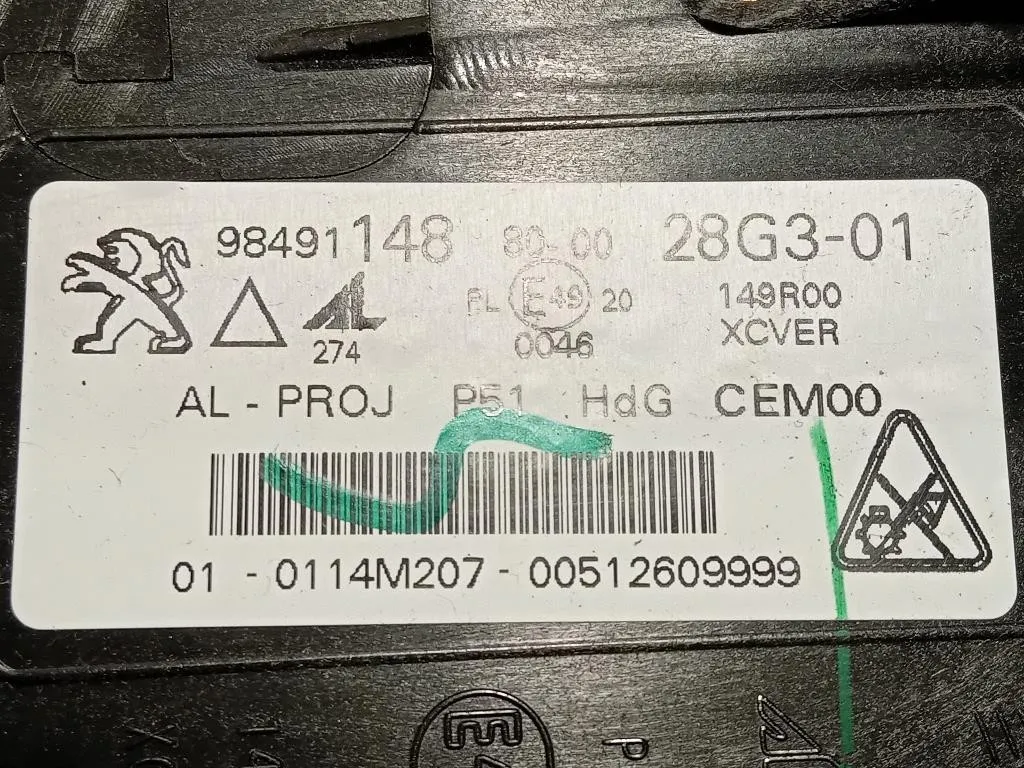 98491148 80-00 28G3-01
PL E 49 20 149R00
274 0046 XCVER
AL - PROJ P51 HdG CEM00
01 - 0114M207 - 00512609999